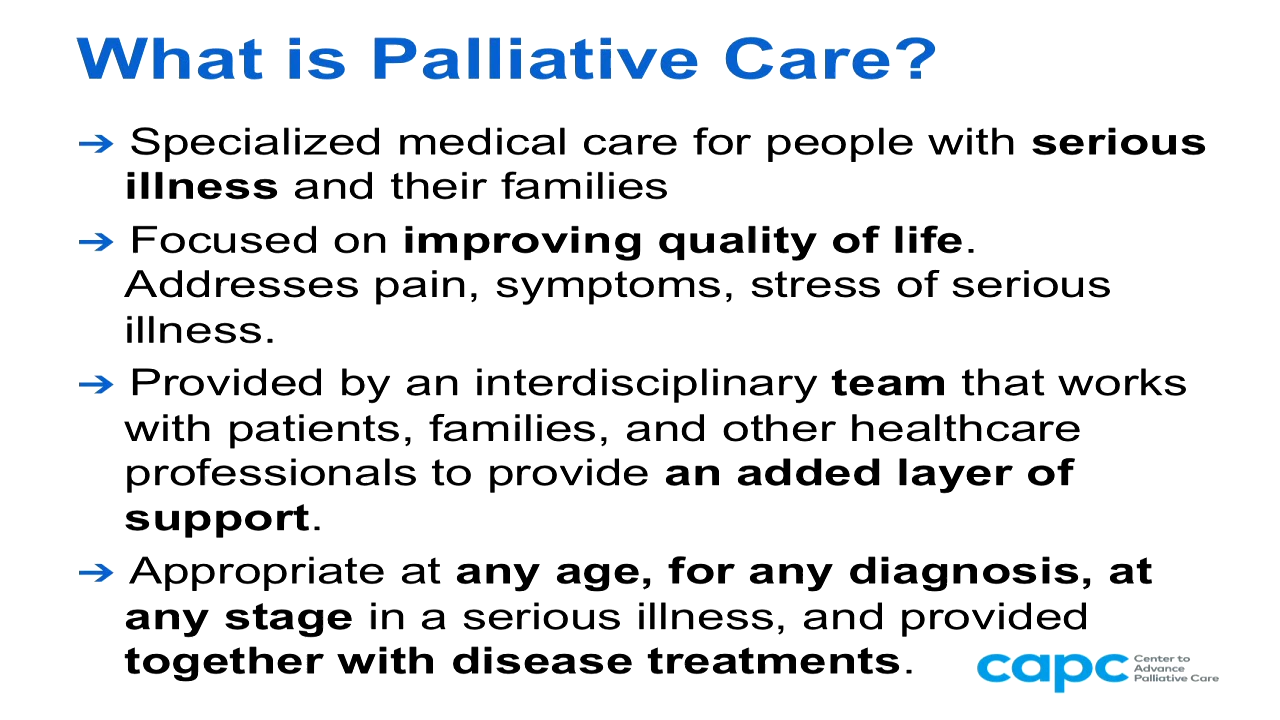 What is Palliative Care?
➔ Specialized medical care for people with serious
illness and their families
➔ Focused on improving quality of life.
Addresses pain, symptoms, stress of serious
illness.
➔ Provided by an interdisciplinary team that works
with patients, families, and other healthcare
professionals to provide an added layer of
support.
➔ Appropriate at any age, for any diagnosis, at
any stage in a serious illness, and provided
together with disease treatments.
capc
Center to
Advance
Palliative Care